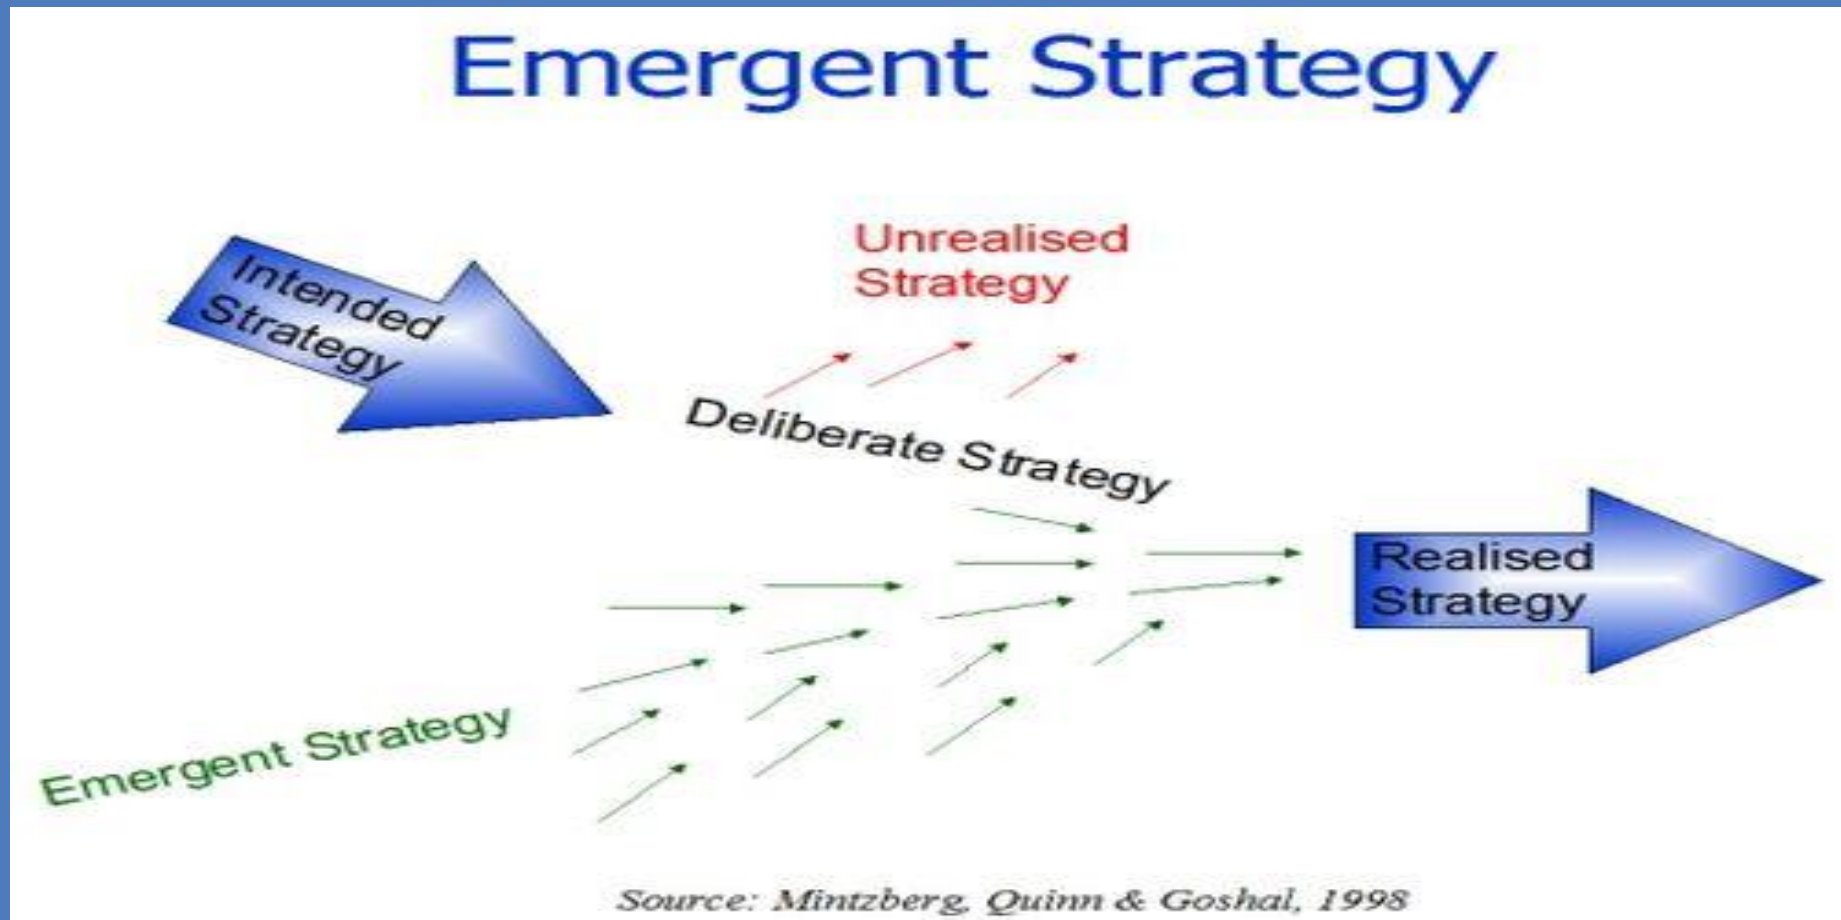 Emergent Strategy
Unrealised
Strategy
Intended
Strategy
Deliberate Strategy
Realised
Strategy
Emergent Strategy
Source: Mintzberg, Quinn & Goshal, 1998